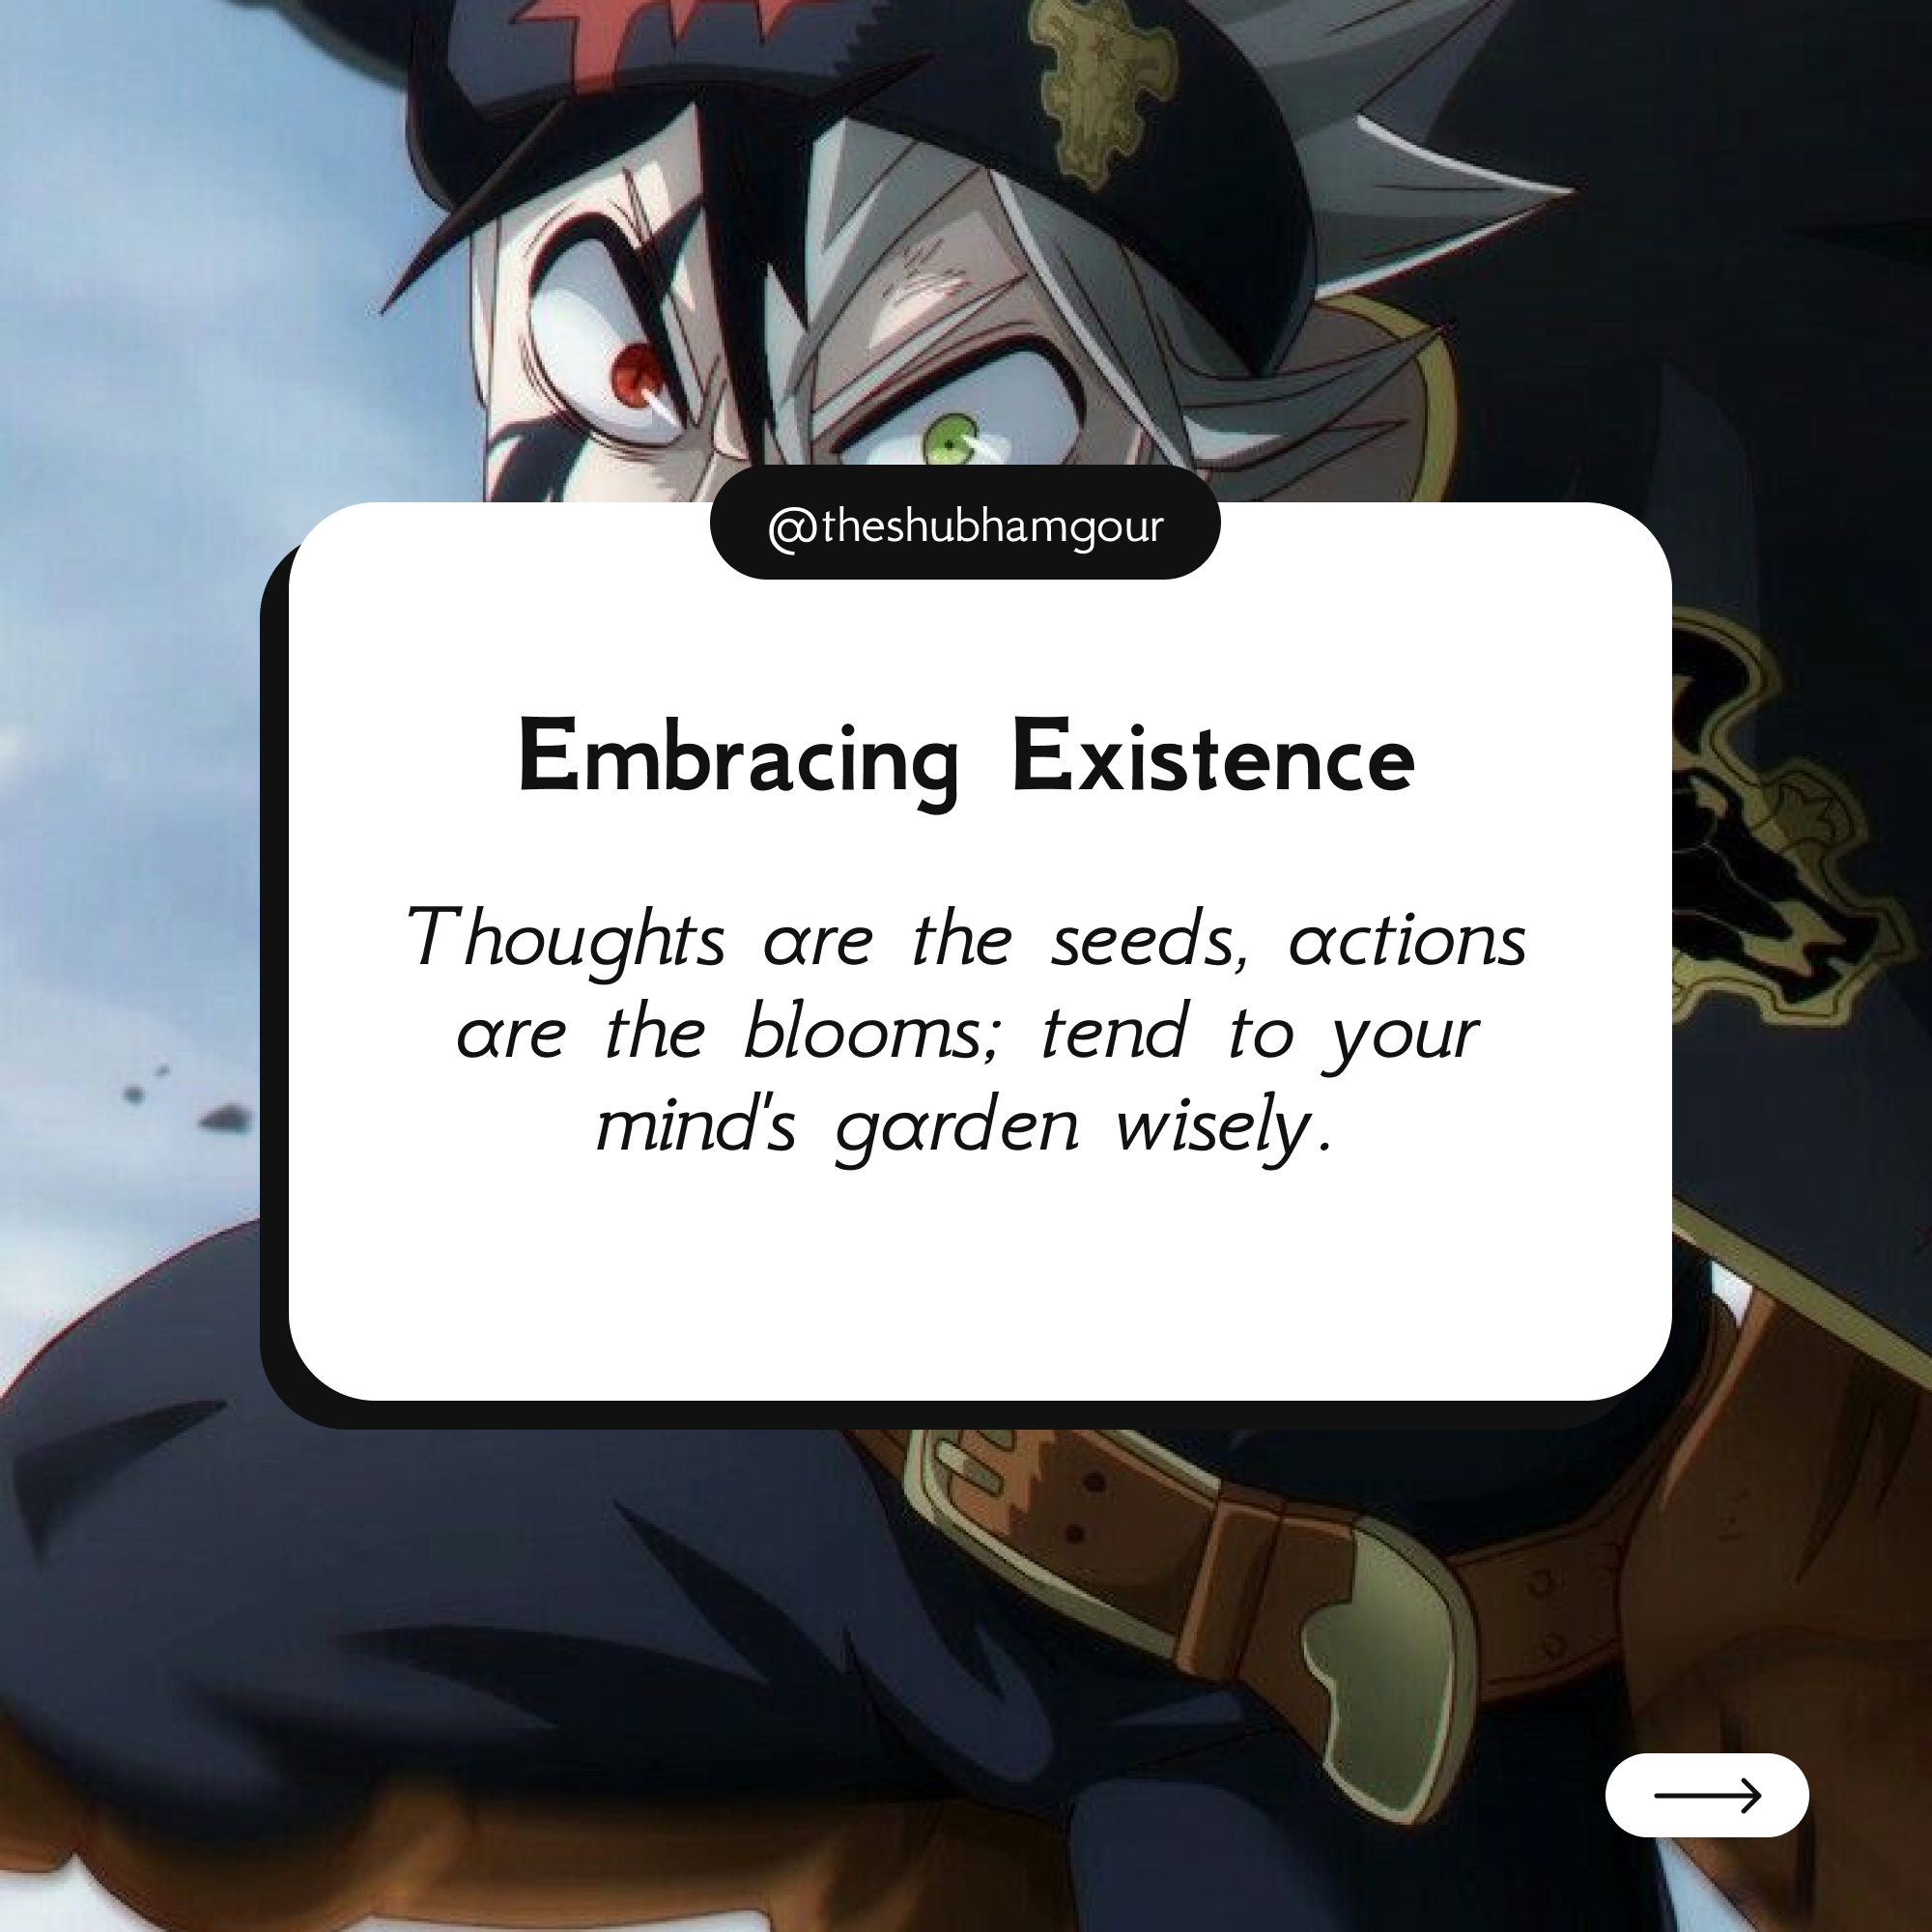 @theshubhamgour
Embracing Existence
Thoughts are the seeds, actions
are the blooms; tend to your
mind's garden wisely.